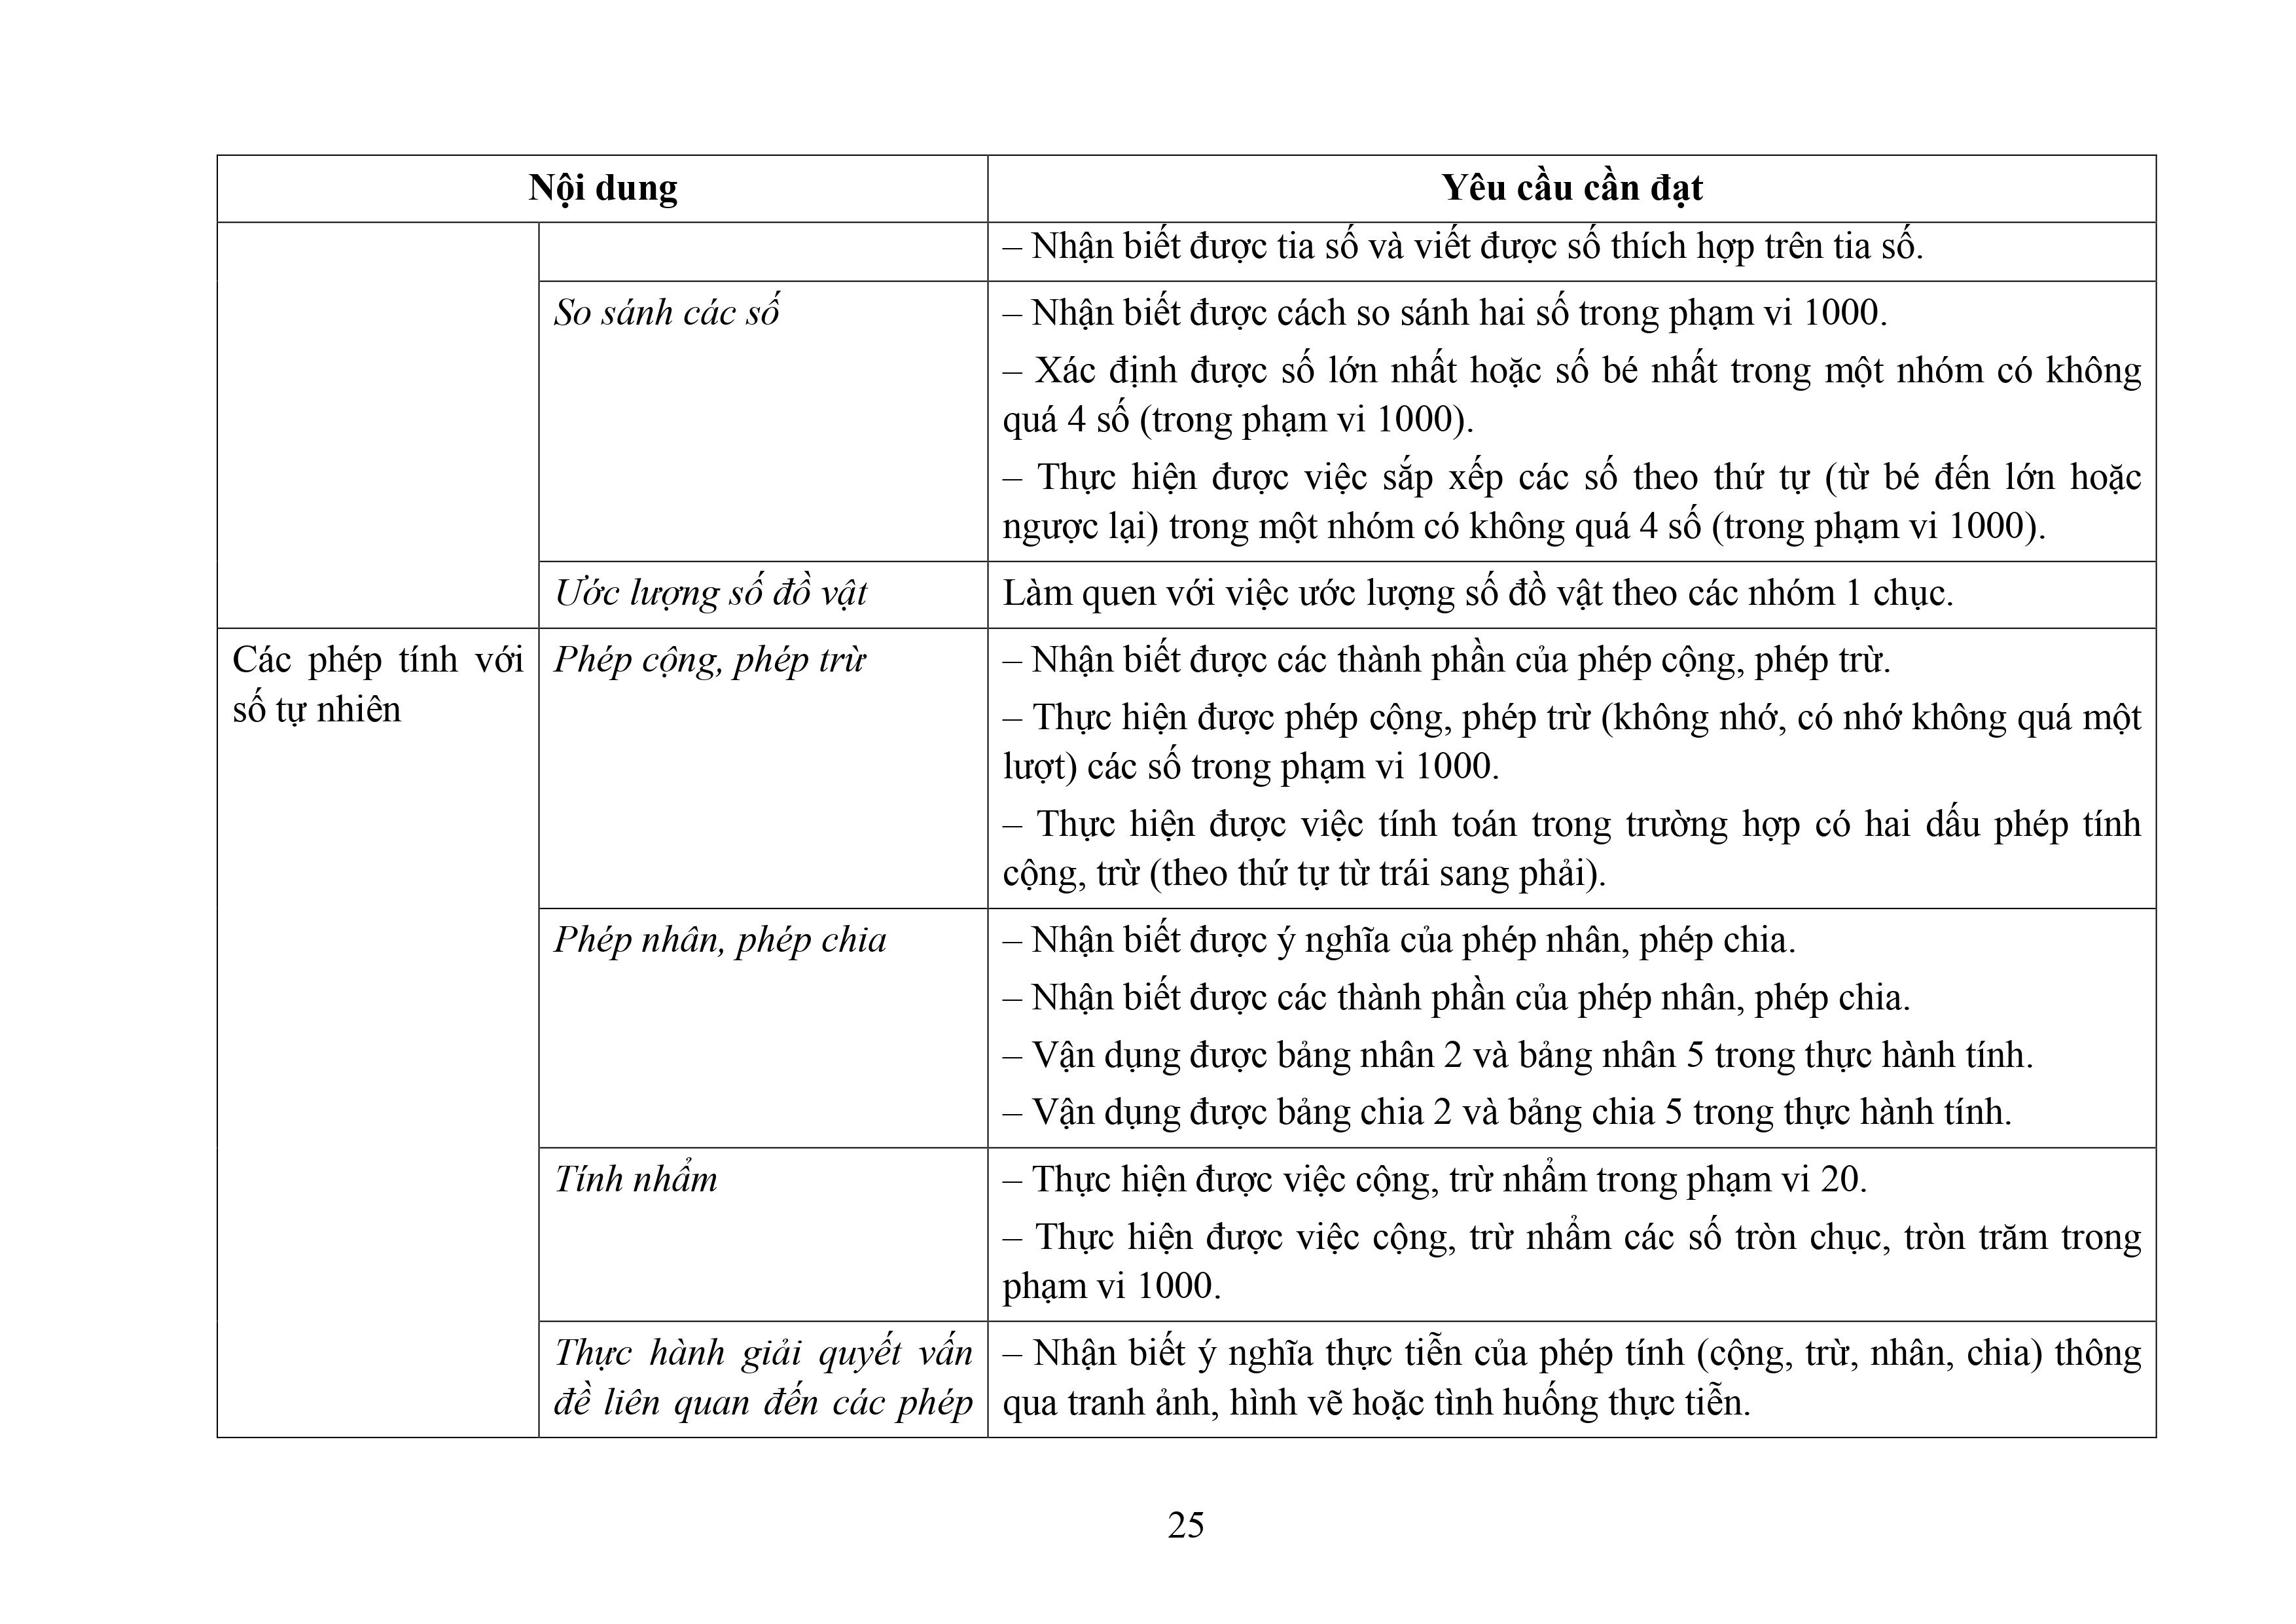 Nội dung
Yêu cầu cần đạt
– Nhận biết được tia số và viết được số thích hợp trên tia số.
So sánh các số
– Nhận biết được cách so sánh hai số trong phạm vi 1000.
– Xác định được số lớn nhất hoặc số bé nhất trong một nhóm có không
quá 4 số (trong phạm vi 1000).
– Thực hiện được việc sắp xếp các số theo thứ tự (từ bé đến lớn hoặc
ngược lại) trong một nhóm có không quá 4 số (trong phạm vi 1000).
Ước lượng số đồ vật
Làm quen với việc ước lượng số đồ vật theo các nhóm 1 chục.
Các phép tính với
số tự nhiên
Phép cộng, phép trừ
– Nhận biết được các thành phần của phép cộng, phép trừ.
– Thực hiện được phép cộng, phép trừ (không nhớ, có nhớ không quá một
lượt) các số trong phạm vi 1000.
– Thực hiện được việc tính toán trong trường hợp có hai dấu phép tính
cộng, trừ (theo thứ tự từ trái sang phải).
Phép nhân, phép chia
– Nhận biết được ý nghĩa của phép nhân, phép chia.
– Nhận biết được các thành phần của phép nhân, phép chia.
– Vận dụng được bảng nhân 2 và bảng nhân 5 trong thực hành tính.
– Vận dụng được bảng chia 2 và bảng chia 5 trong thực hành tính.
Tính nhẩm
– Thực hiện được việc cộng, trừ nhẩm trong phạm vi 20.
– Thực hiện được việc cộng, trừ nhẩm các số tròn chục, tròn trăm trong
phạm vi 1000.
Thực hành giải quyết vấn
đề liên quan đến các phép
– Nhận biết ý nghĩa thực tiễn của phép tính (cộng, trừ, nhân, chia) thông
qua tranh ảnh, hình vẽ hoặc tình huống thực tiễn.
25